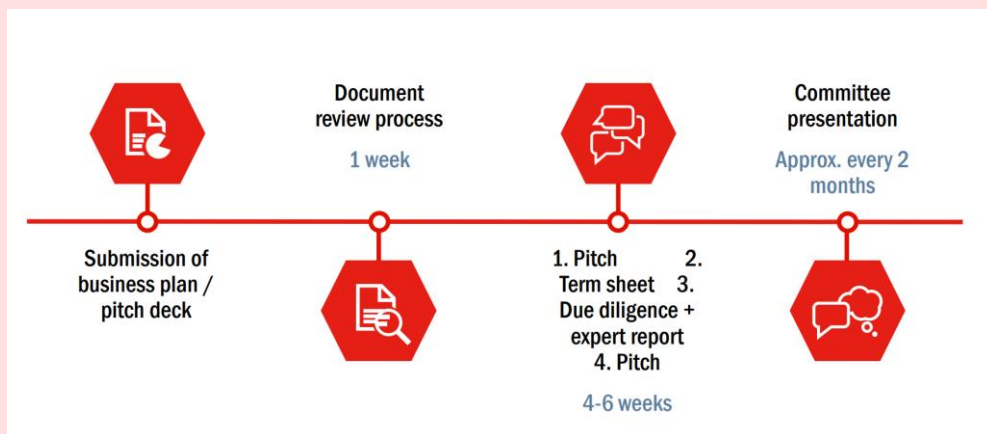 Submission of
business plan /
pitch deck
Document
review process
1 week
1. Pitch 2.
Term sheet 3.
Due diligence +
expert report
4. Pitch
4-6 weeks
Committee
presentation
Approx. every 2
months